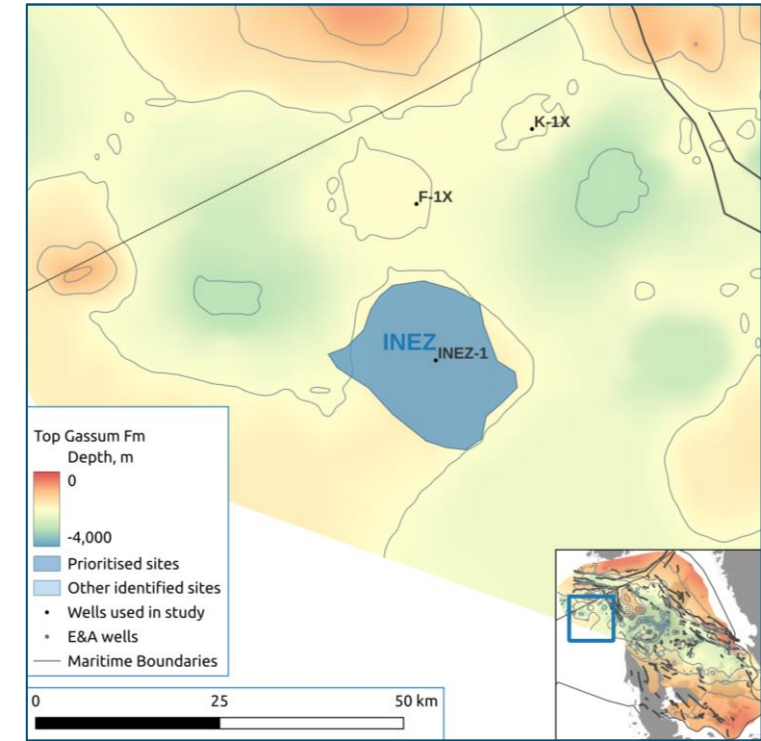 K-1X
F-1X
INEZ
INEZ-1
Top Gassum Fm
Depth, m
0
-4,000
Prioritised sites
Other identified sites
Wells used in study
E&A wells
Maritime Boundaries
0 25 50 km